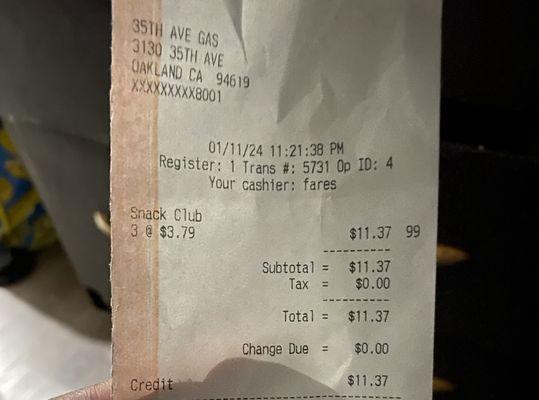 35TH AVE GAS
3130 35TH AVE
OAKLAND CA 94619
XXXXXXXXX8001
01/11/24 11:21:38 PM
Register: 1 Trans #: 5731 Op ID: 4
Your cashier: fares
Snack Club
3 @ $3.79 $11.37 99
----------
Subtotal = $11.37
Tax = $0.00
----------
Total = $11.37
Change Due = $0.00
Credit $11.37